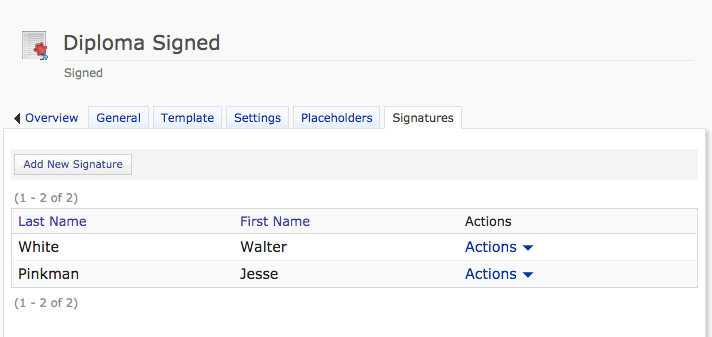 Diploma Signed
Signed
Overview General Template Settings Placeholders Signatures
Add New Signature
(1 - 2 of 2)
Last Name First Name Actions
White Walter Actions
Pinkman Jesse Actions
(1 - 2 of 2)